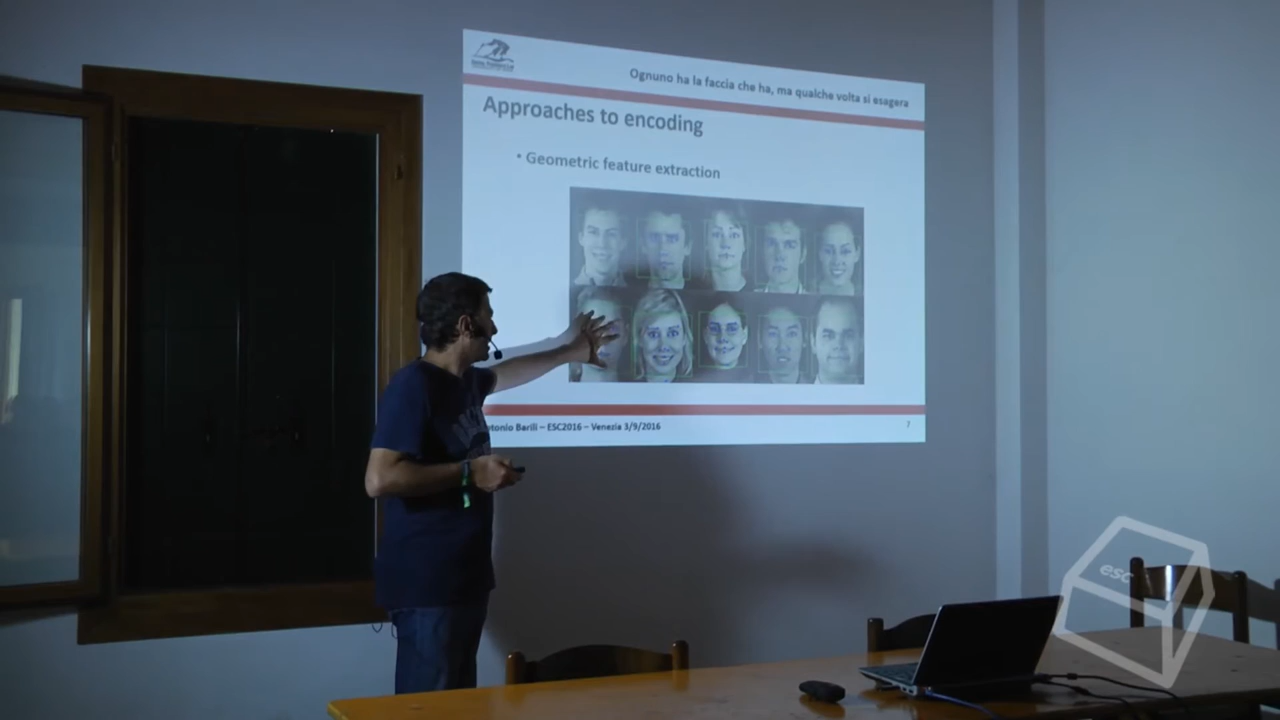 Ognuno ha la faccia che ha, ma qualche volta si esagera
Approaches to encoding
• Geometric feature extraction
Antonio Barili – ESC2016 – Venezia 3/9/2016
7
esc